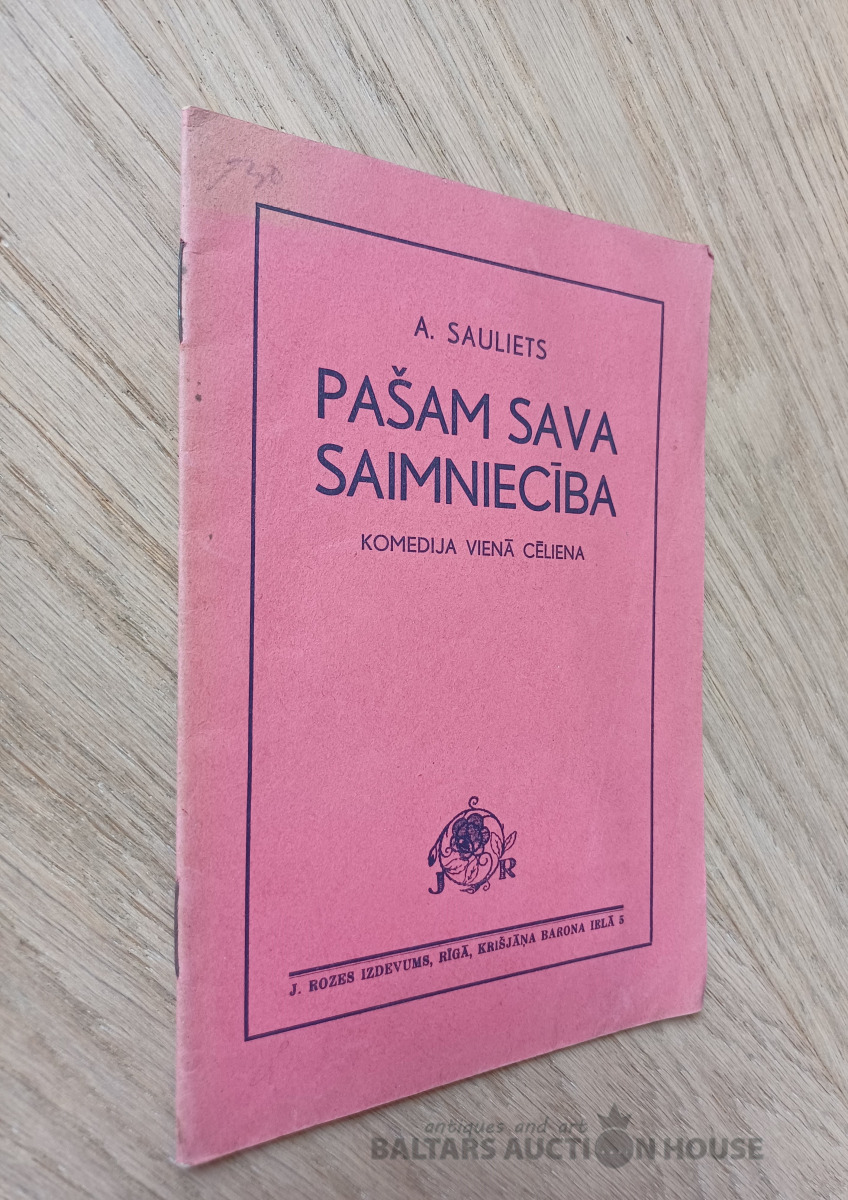 A. SAULIETS
PAŠAM SAVA
SAIMNIECĪBA
KOMEDIJA VIENĀ CĒLIENA
J R
J. ROZES IZDEVUMS, RĪGĀ, KRIŠJĀŅA BARONA IELĀ 5
antiques and art
BALTARS AUCTION HOUSE